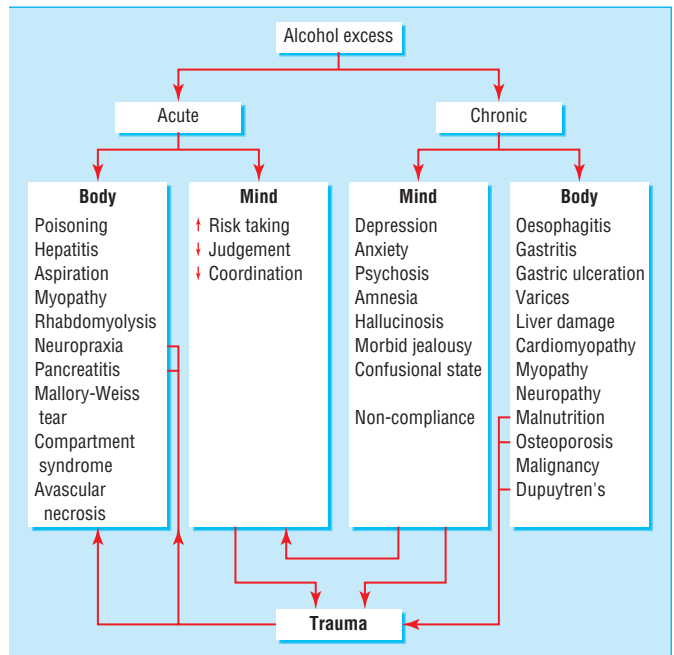 Alcohol excess
Acute
Chronic
Body
Poisoning
Hepatitis
Aspiration
Myopathy
Rhabdomyolysis
Neuropraxia
Pancreatitis
Mallory-Weiss
tear
Compartment
syndrome
Avascular
necrosis
Mind
↑ Risk taking
↓ Judgement
↓ Coordination
Mind
Depression
Anxiety
Psychosis
Amnesia
Hallucinosis
Morbid jealousy
Confusional state
Non-compliance
Body
Oesophagitis
Gastritis
Gastric ulceration
Varices
Liver damage
Cardiomyopathy
Myopathy
Neuropathy
Malnutrition
Osteoporosis
Malignancy
Dupuytren's
Trauma